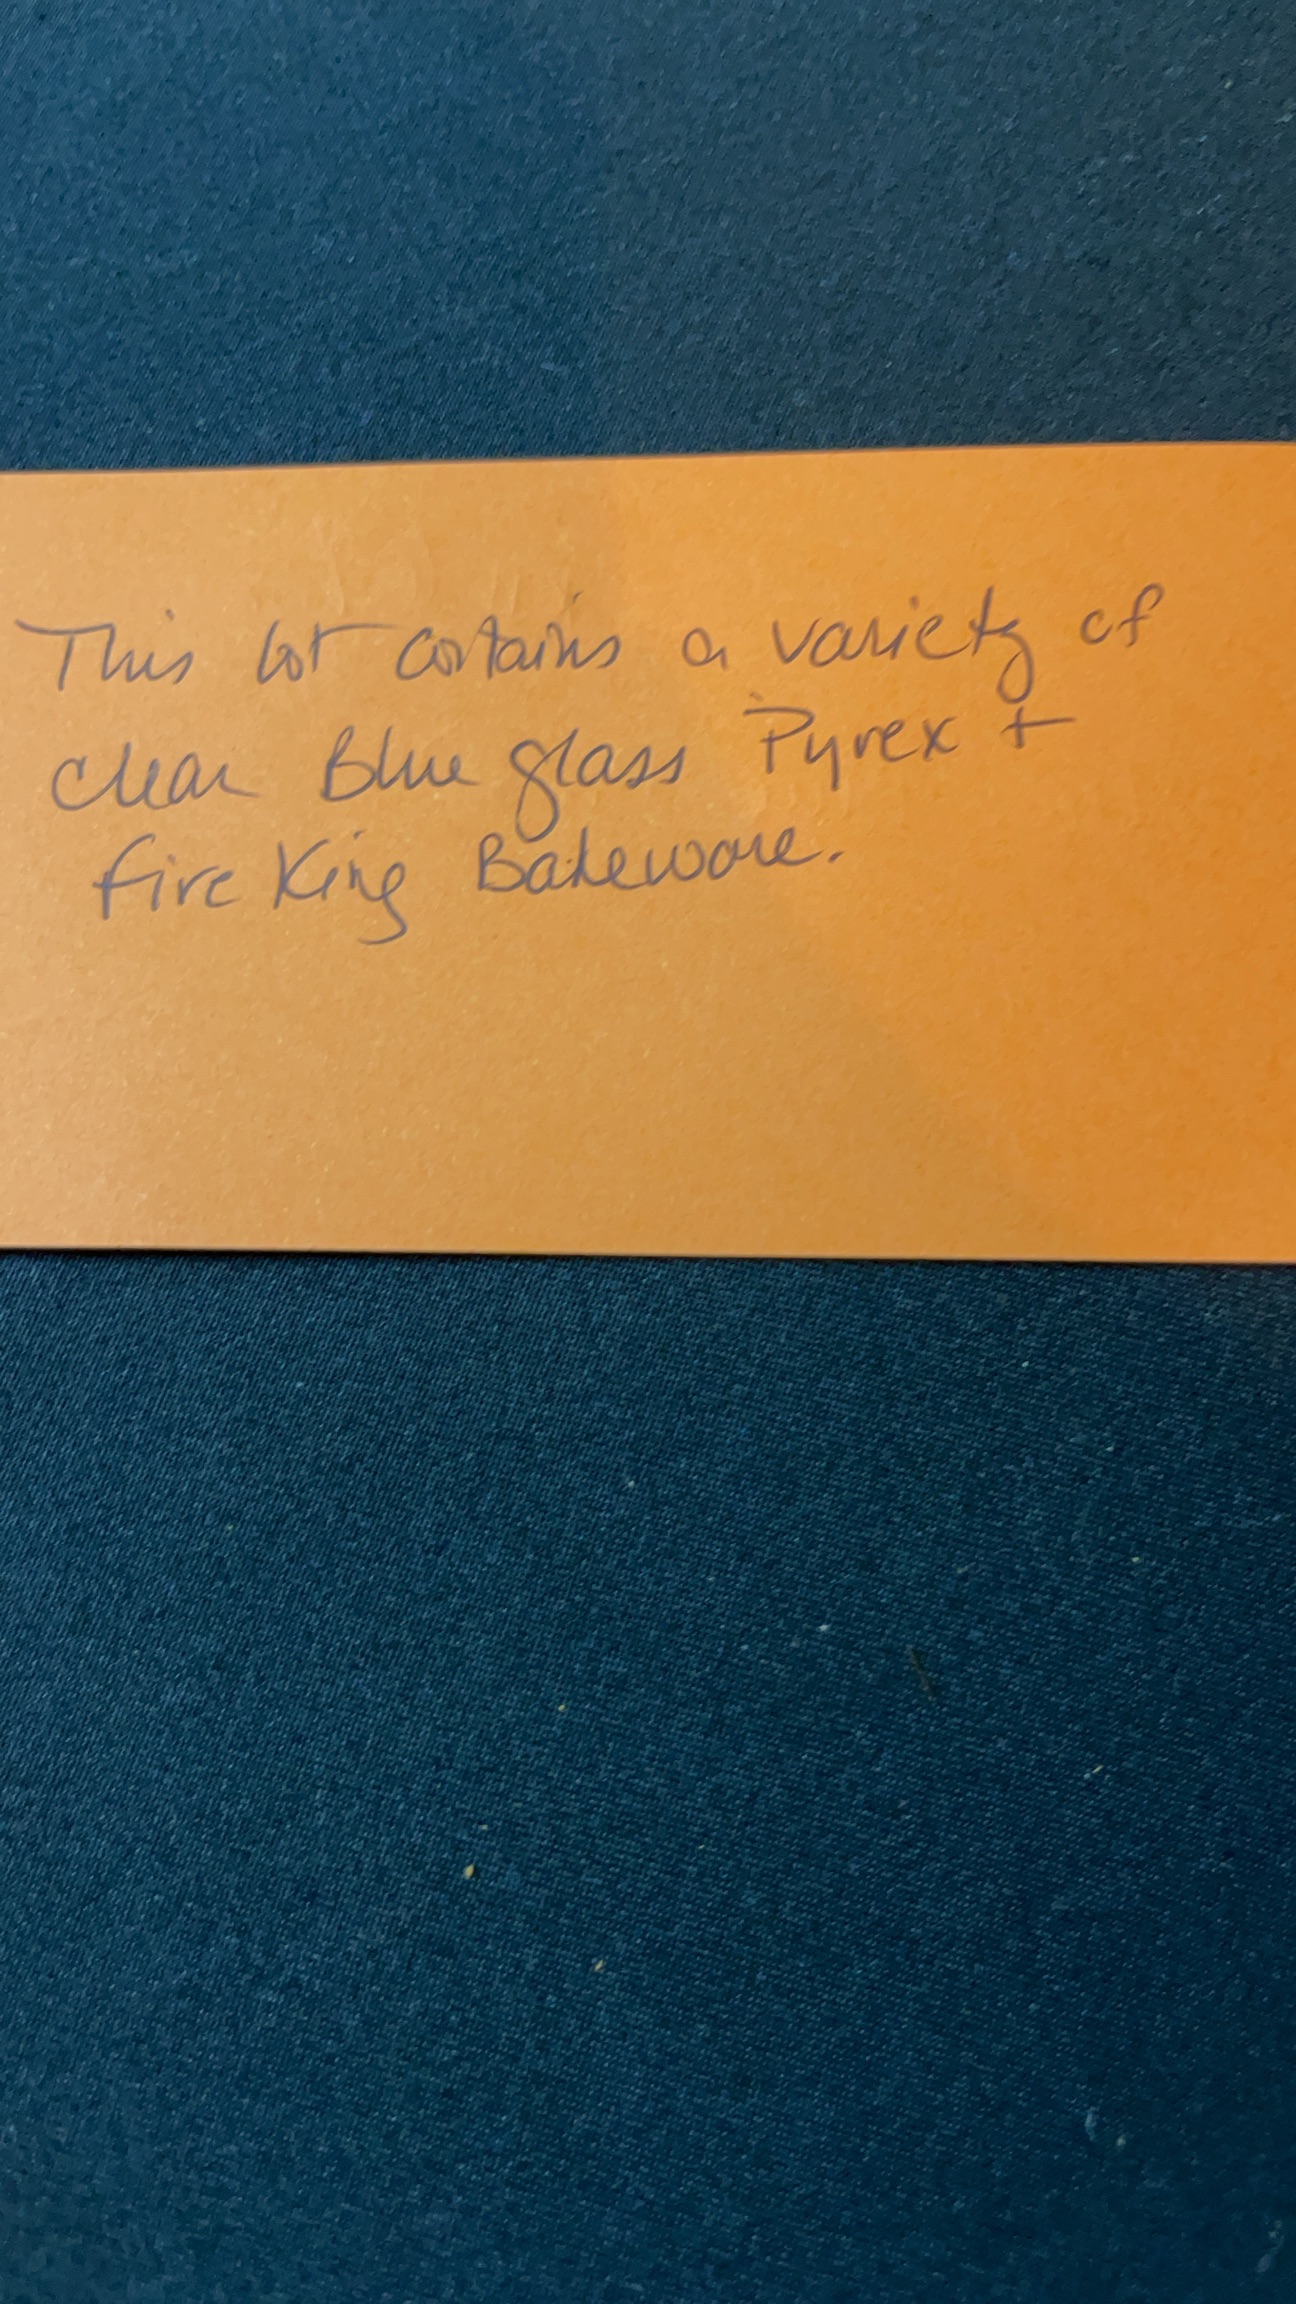 This lot contains a variety of
clear Blue glass Pyrex +
fire King Bakeware.